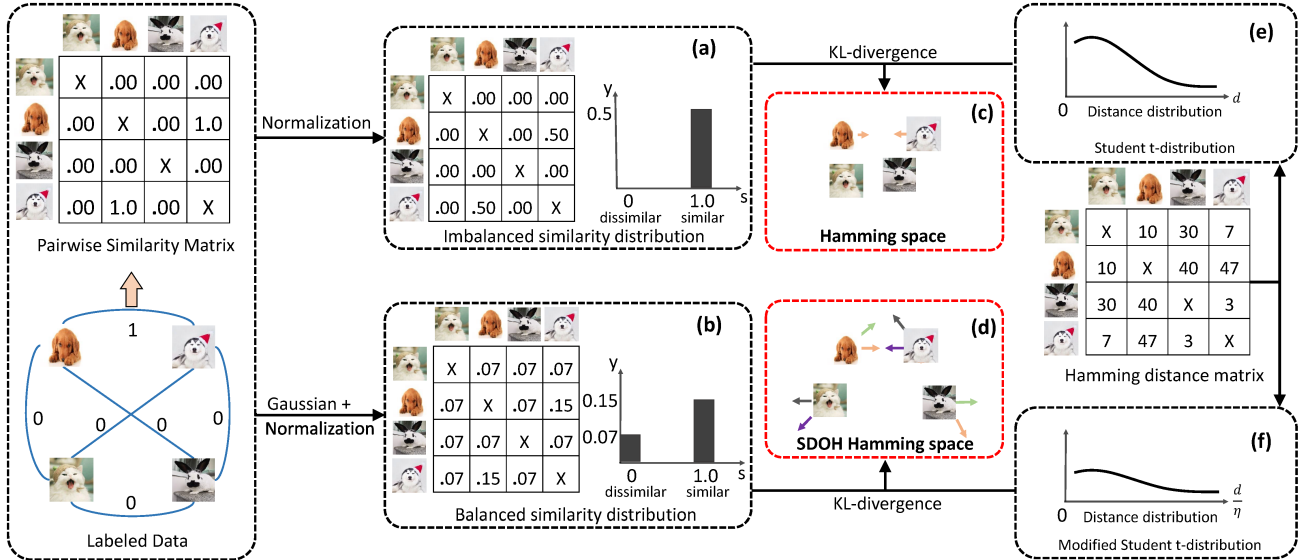 X .00 .00 .00
.00 X .00 1.0
.00 .00 X .00
.00 1.0 .00 X
Pairwise Similarity Matrix
1
0 0 0 0
0
Labeled Data
Normalization
Gaussian +
Normalization
(a)
X .00 .00 .00
.00 X .00 .50
.00 .00 X .00
.00 .50 .00 X
y
0.5
0 1.0 s
dissimilar similar
Imbalanced similarity distribution
(b)
X .07 .07 .07
.07 X .07 .15
.07 .07 X .07
.07 .15 .07 X
y
0.15
0.07
0 1.0 s
dissimilar similar
Balanced similarity distribution
KL-divergence
(c)
Hamming space
(d)
SDOH Hamming space
KL-divergence
(e)
0 d
Distance distribution
Student t-distribution
X 10 30 7
10 X 40 47
30 40 X 3
7 47 3 X
Hamming distance matrix
(f)
0 d/η
Distance distribution
Modified Student t-distribution